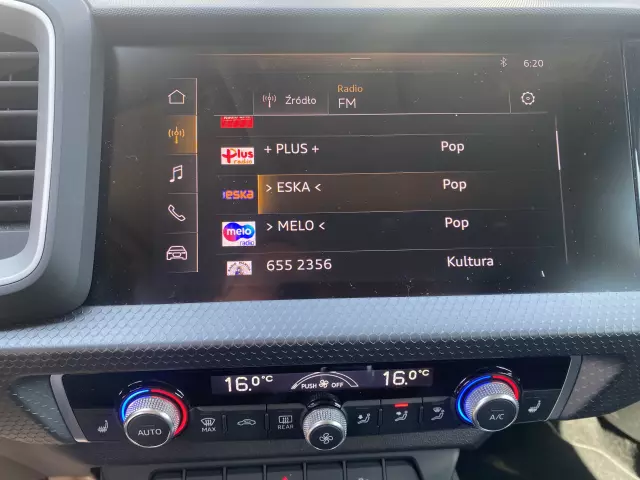 6:20
Źródło
Radio
FM
Plus
radio
+ PLUS +
Pop
ESKA
> ESKA <
Pop
melo
radio
> MELO <
Pop
655 2356
Kultura
16.0°C
PUSH OFF
16.0°C
AUTO
MAX
REAR
A/C